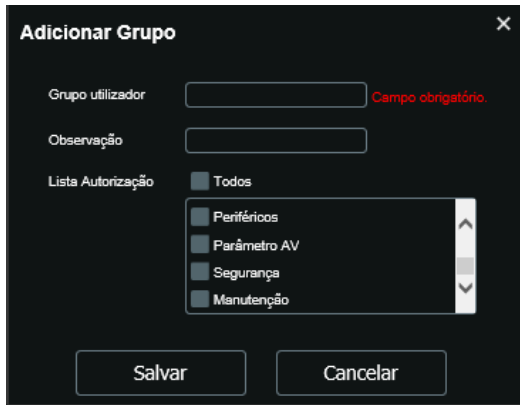 Adicionar Grupo
Grupo utilizador Campo obrigatório.
Observação
Lista Autorização Todos
Periféricos
Parâmetro AV
Segurança
Manutenção
Salvar Cancelar